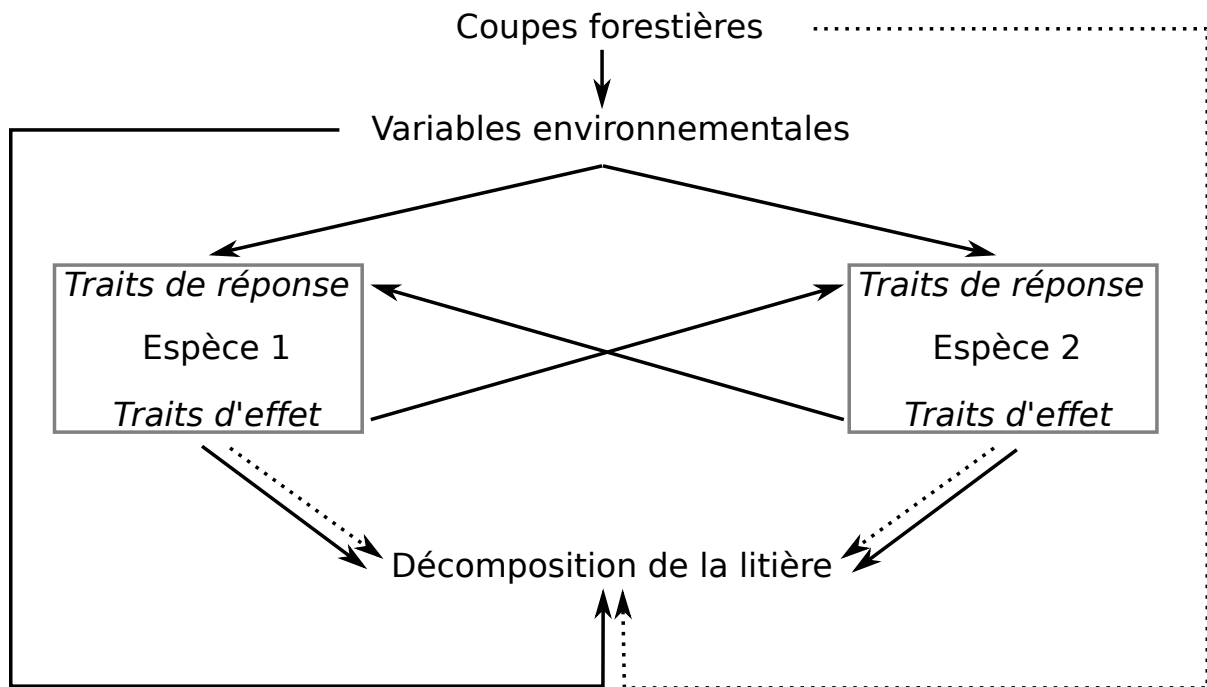 Coupes forestières
Variables environnementales
Traits de réponse
Espèce 1
Traits d'effet
Traits de réponse
Espèce 2
Traits d'effet
Décomposition de la litière